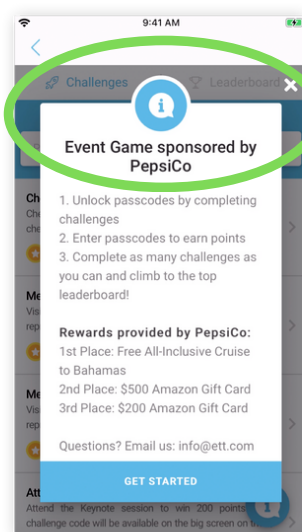 9:41 AM
Challenges
Leaderboard
Event Game sponsored by
PepsiCo
1. Unlock passcodes by completing
challenges
2. Enter passcodes to earn points
3. Complete as many challenges as
you can and climb to the top
leaderboard!
Rewards provided by PepsiCo:
1st Place: Free All-Inclusive Cruise
to Bahamas
2nd Place: $500 Amazon Gift Card
3rd Place: $200 Amazon Gift Card
Questions? Email us: info@ett.com
GET STARTED
Attend the Keynote session to win 200 points
challenge code will be available on the big screen on